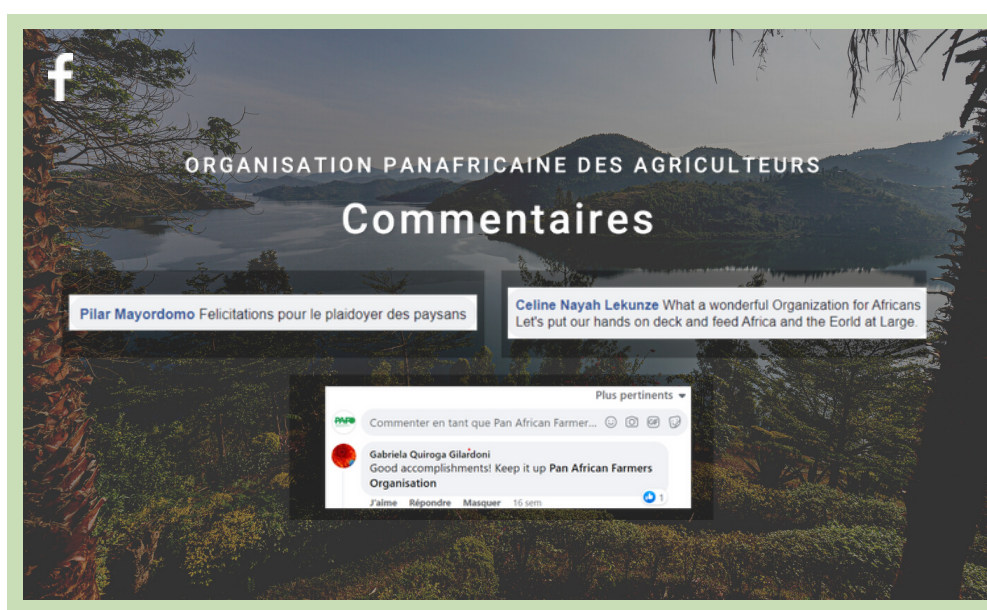 f
ORGANISATION PANAFRICAINE DES AGRICULTEURS
Commentaires
Pilar Mayordomo Felicitations pour le plaidoyer des paysans
Celine Nayah Lekunze What a wonderful Organization for Africans
Let's put our hands on deck and feed Africa and the Eorld at Large.
Plus pertinents
PAFO
Commenter en tant que Pan African Farmer...
GIF
Gabriela Quiroga Gilardoni
Good accomplishments! Keep it up Pan African Farmers
Organisation
J'aime Répondre Masquer 16 sem
1